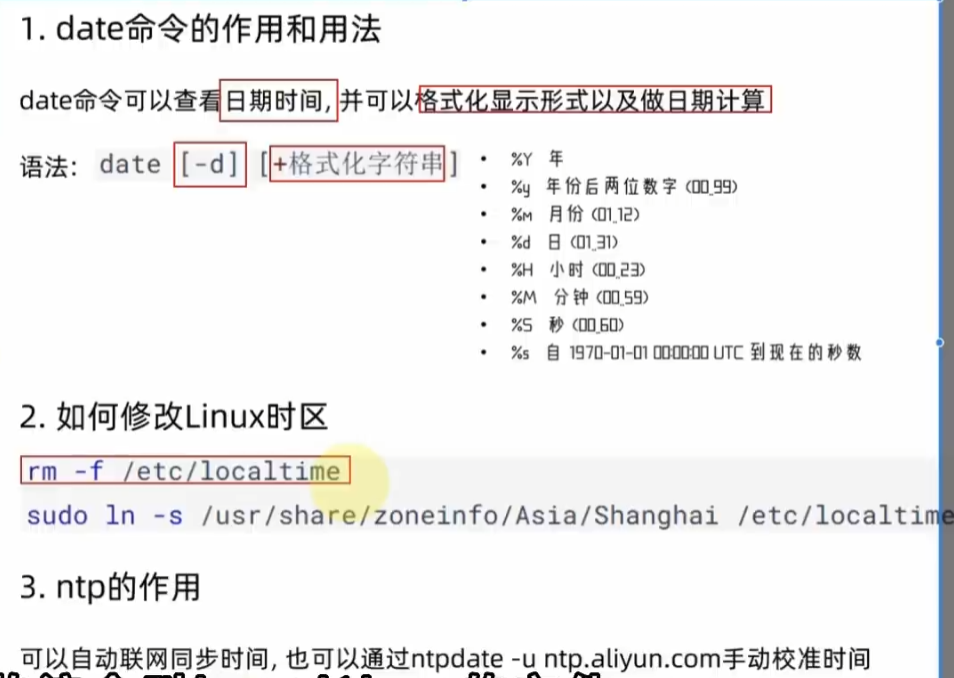 1. date命令的作用和用法
date命令可以查看日期时间, 并可以格式化显示形式以及做日期计算
语法: date [-d] [+格式化字符串]
• %Y 年
• %y 年份后两位数字 (00..99)
• %m 月份 (01..12)
• %d 日 (01..31)
• %H 小时 (00..23)
• %M 分钟 (00..59)
• %S 秒 (00..60)
• %s 自 1970-01-01 00:00:00 UTC 到现在的秒数
2. 如何修改Linux时区
rm -f /etc/localtime
sudo ln -s /usr/share/zoneinfo/Asia/Shanghai /etc/localtime
3. ntp的作用
可以自动联网同步时间, 也可以通过ntpdate -u ntp.aliyun.com手动校准时间